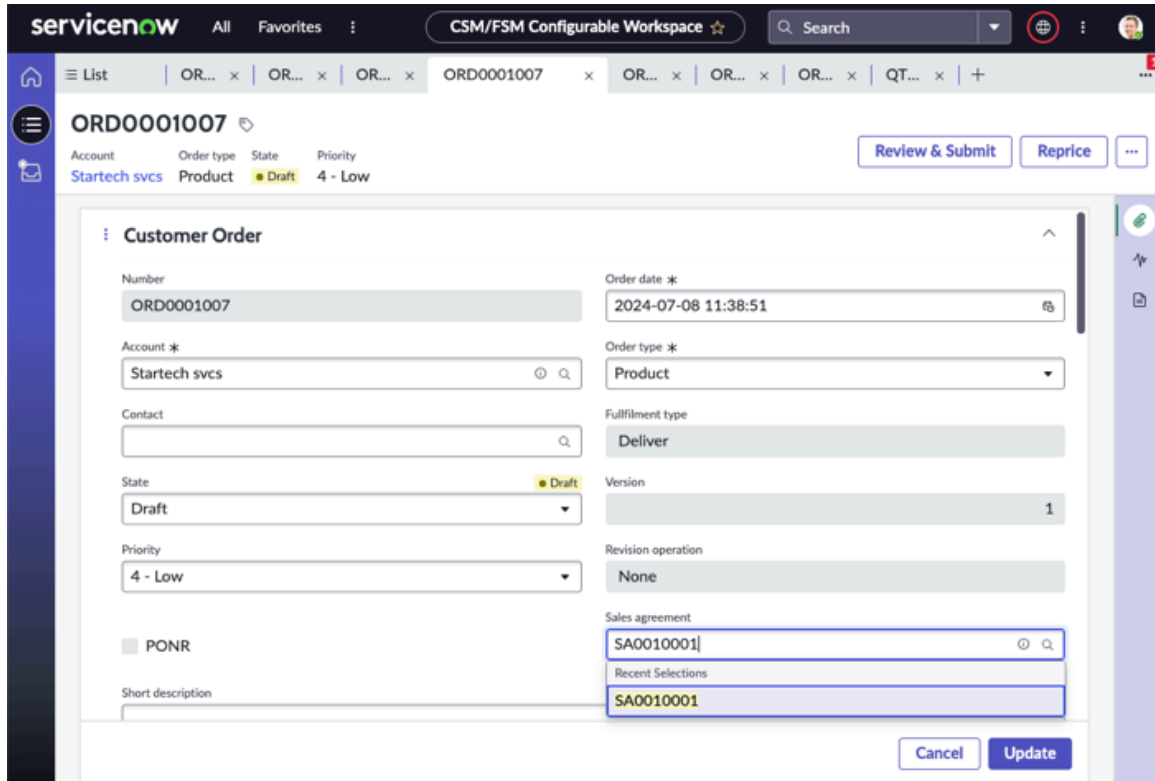 servicenow All Favorites CSM/FSM Configurable Workspace Search
List OR... OR... OR... ORD0001007 OR... OR... OR... QT...
ORD0001007
Account Order type State Priority
Startech svcs Product Draft 4 - Low
Review & Submit Reprice
Customer Order
Number
ORD0001007
Order date *
2024-07-08 11:38:51
Account *
Startech svcs
Order type *
Product
Contact
Fullfilment type
Deliver
State Draft
Draft
Version
1
Priority
4 - Low
Revision operation
None
PONR
Sales agreement
SA0010001
Recent Selections
SA0010001
Short description
Cancel Update